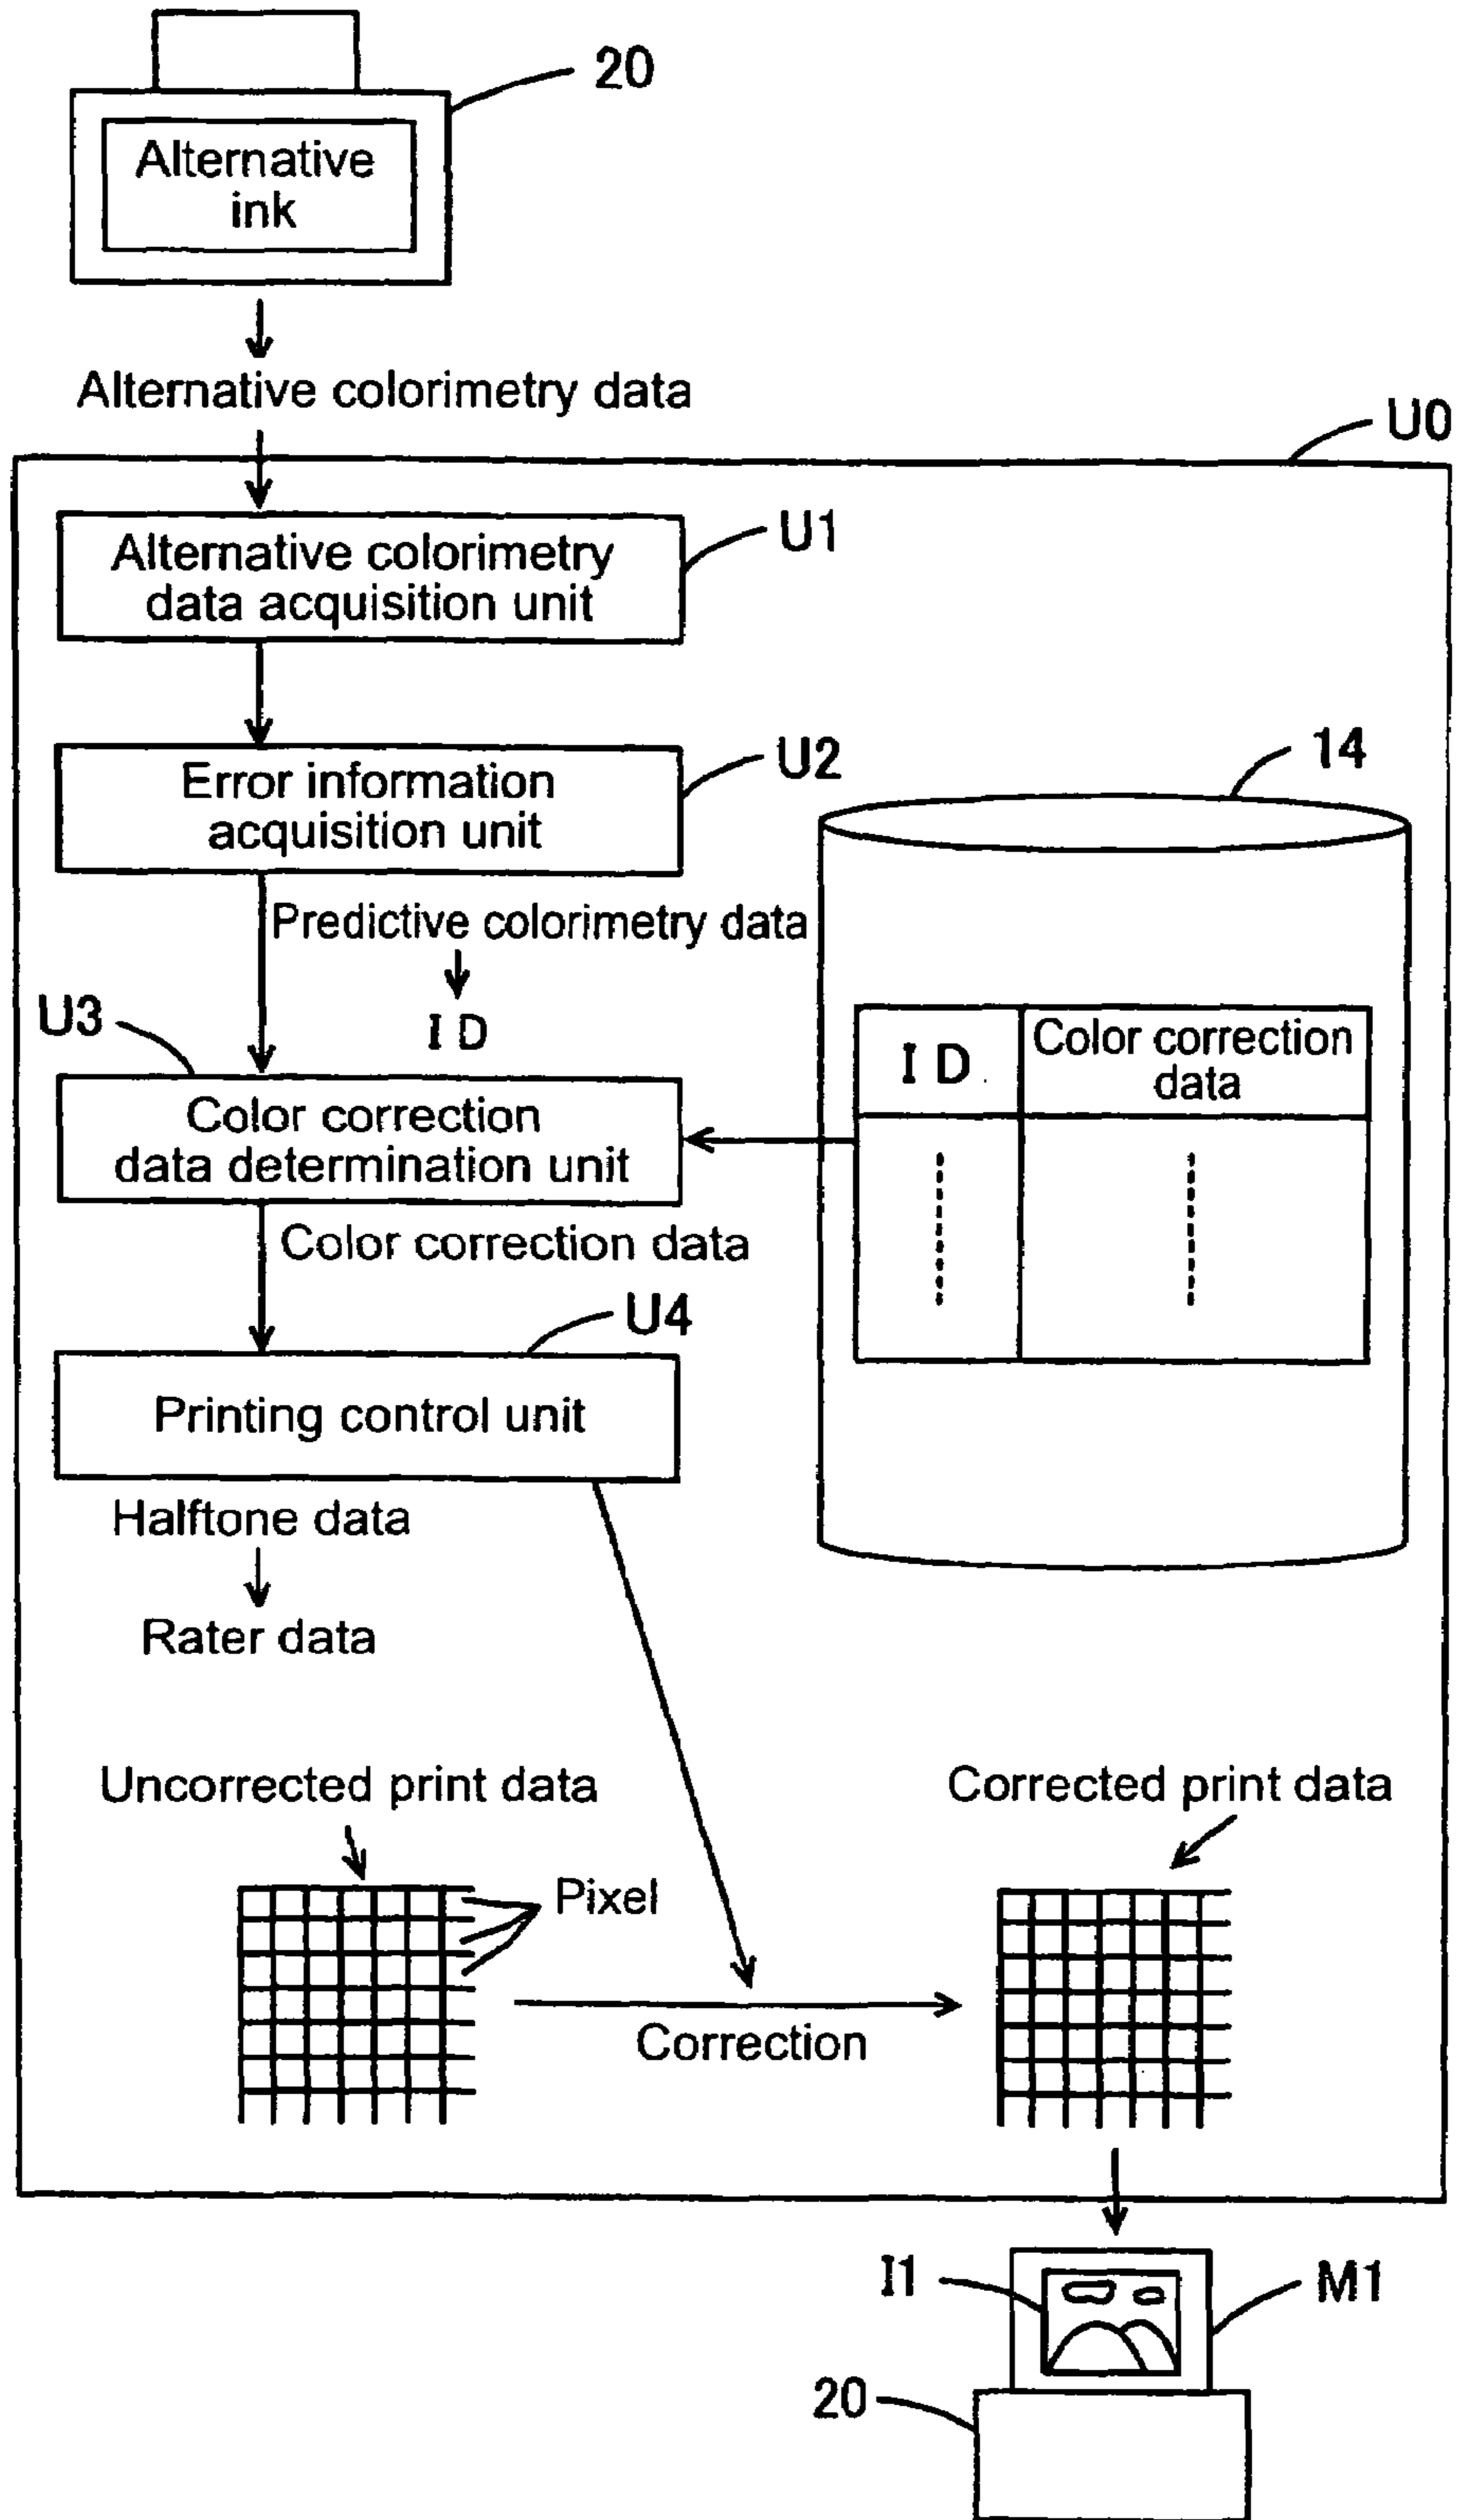 20
Alternative
ink
Alternative colorimetry data
U0
U1
Alternative colorimetry
data acquisition unit
U2
Error information
acquisition unit
14
Predictive colorimetry data
ID
U3
ID
Color correction
data
Color correction
data determination unit
Color correction data
U4
Printing control unit
Halftone data
Rater data
Uncorrected print data
Corrected print data
Pixel
Correction
I1
M1
20